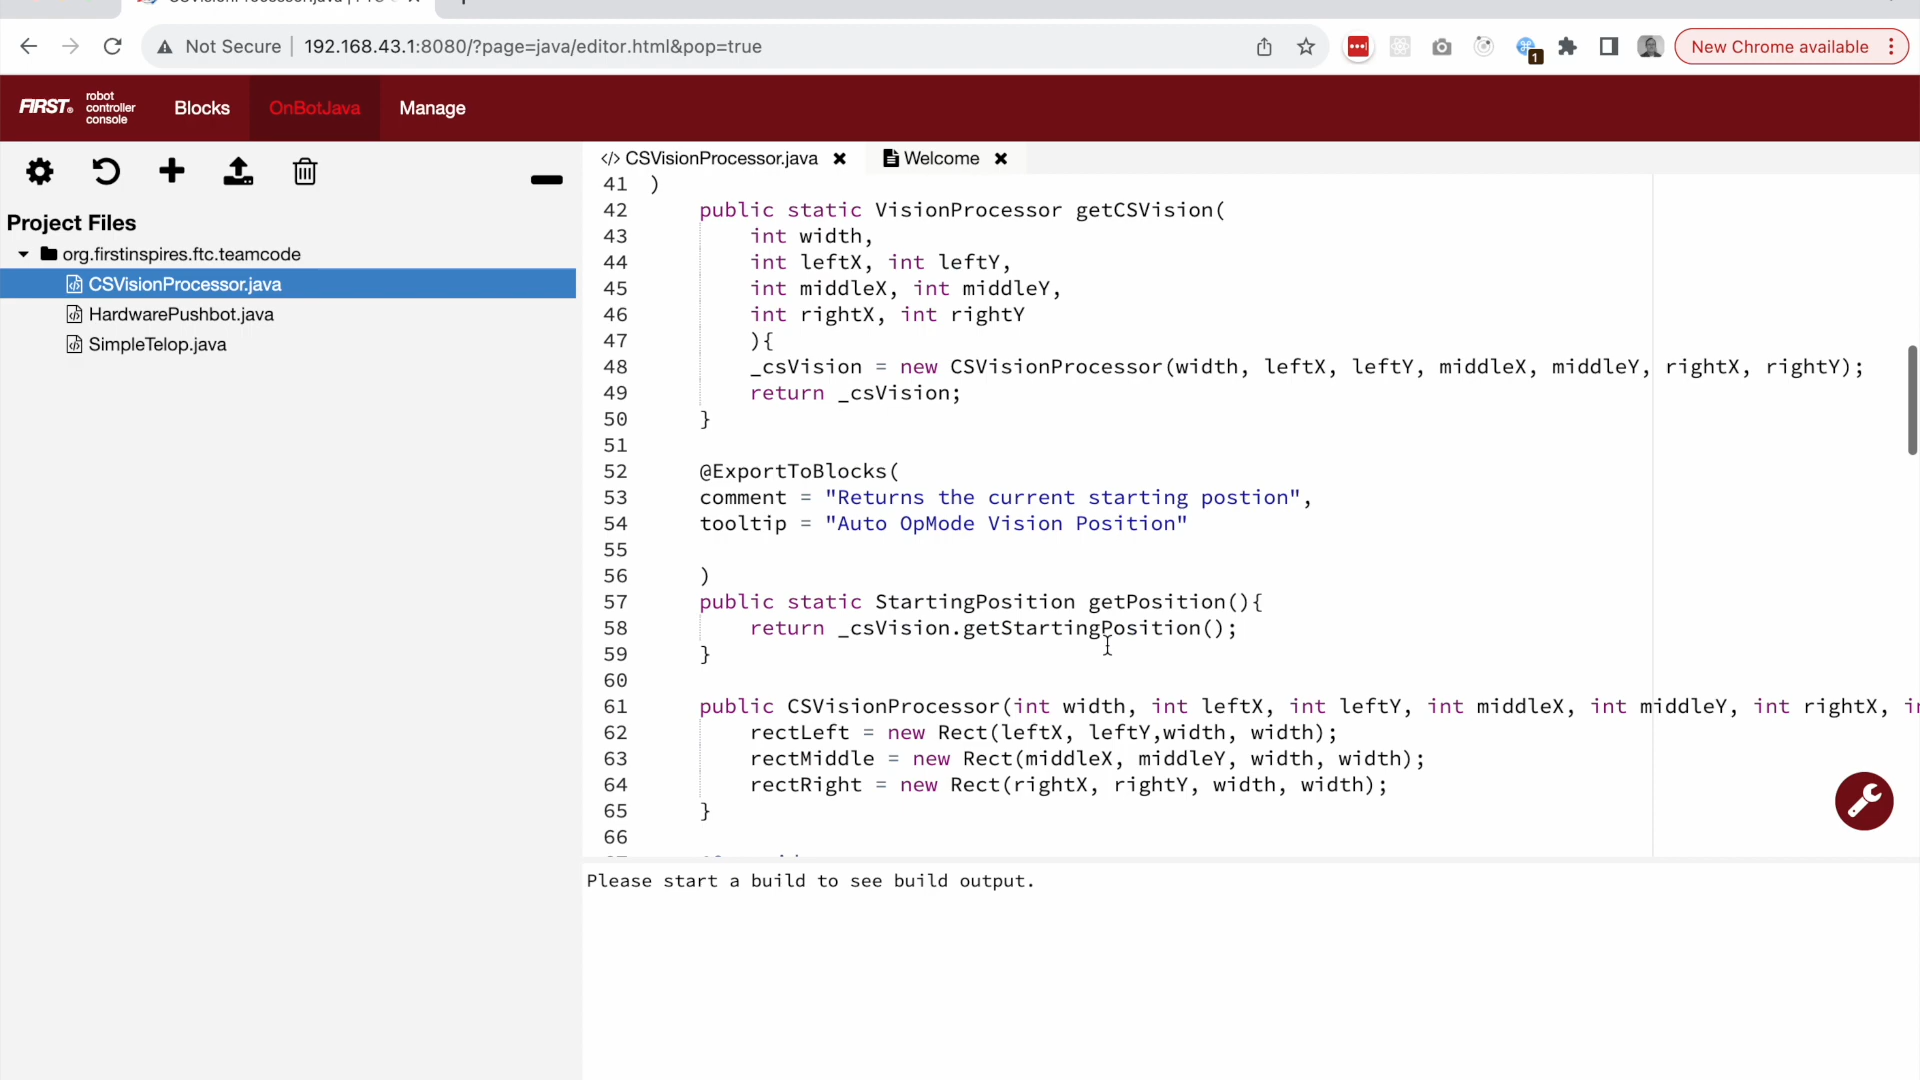 Not Secure
192.168.43.1:8080/?page=java/editor.html&pop=true
1
New Chrome available
FIRST® robot controller console
Blocks
OnBotJava
Manage
CSVisionProcessor.java
Welcome
Project Files
org.firstinspires.ftc.teamcode
CSVisionProcessor.java
HardwarePushbot.java
SimpleTelop.java
41 )
42 public static VisionProcessor getCSVision(
43 int width,
44 int leftX, int leftY,
45 int middleX, int middleY,
46 int rightX, int rightY
47 ){
48 _csVision = new CSVisionProcessor(width, leftX, leftY, middleX, middleY, rightX, rightY);
49 return _csVision;
50 }
51
52 @ExportToBlocks(
53 comment = "Returns the current starting postion",
54 tooltip = "Auto OpMode Vision Position"
55
56 )
57 public static StartingPosition getPosition(){
58 return _csVision.getStartingPosition();
59 }
60
61 public CSVisionProcessor(int width, int leftX, int leftY, int middleX, int middleY, int rightX,
62 rectLeft = new Rect(leftX, leftY,width, width);
63 rectMiddle = new Rect(middleX, middleY, width, width);
64 rectRight = new Rect(rightX, rightY, width, width);
65 }
66
Please start a build to see build output.